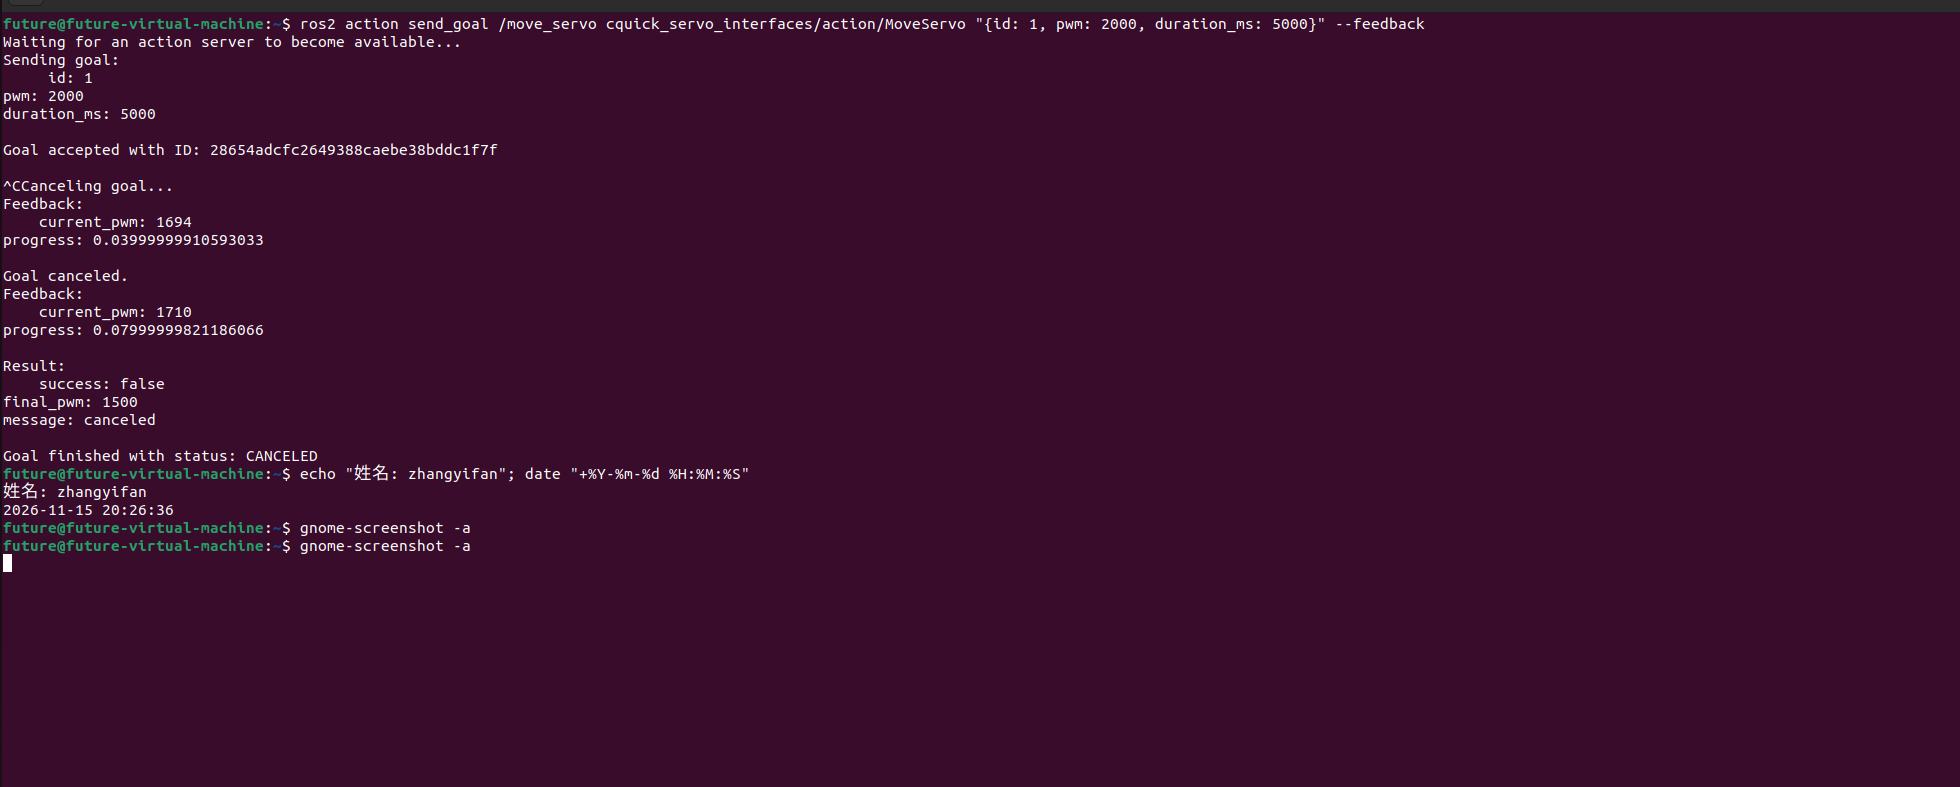 future@future-virtual-machine:~$ ros2 action send_goal /move_servo cquick_servo_interfaces/action/MoveServo "{id: 1, pwm: 2000, duration_ms: 5000}" --feedback
Waiting for an action server to become available...
Sending goal:
     id: 1
pwm: 2000
duration_ms: 5000

Goal accepted with ID: 28654adcfc2649388caebe38bddc1f7f

^CCanceling goal...
Feedback:
    current_pwm: 1694
progress: 0.03999999910593033

Goal canceled.
Feedback:
    current_pwm: 1710
progress: 0.07999999821186066

Result:
    success: false
final_pwm: 1500
message: canceled

Goal finished with status: CANCELED
future@future-virtual-machine:~$ echo "姓名: zhangyifan"; date "+%Y-%m-%d %H:%M:%S"
姓名: zhangyifan
2026-11-15 20:26:36
future@future-virtual-machine:~$ gnome-screenshot -a
future@future-virtual-machine:~$ gnome-screenshot -a